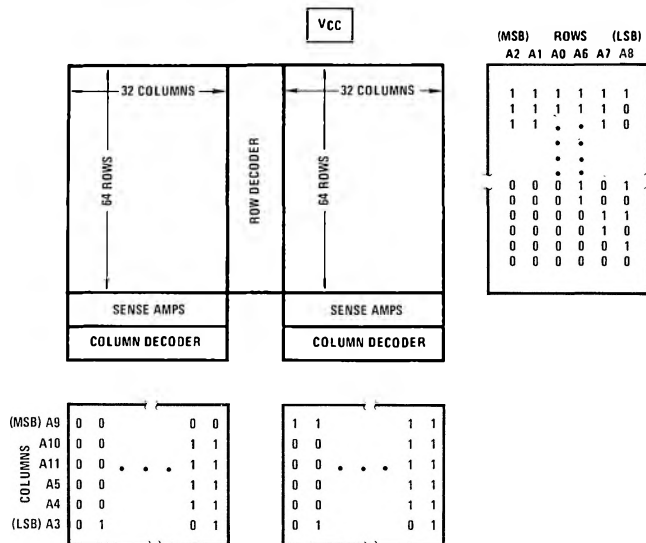 VCC
(MSB) ROWS (LSB)
A2 A1 A0 A6 A7 A8
1 1 1 1 1 1
1 1 1 1 1 0
1 1 • • 1 0
• •
• •
• •
0 0 0 1 0 1
0 0 0 1 0 0
0 0 0 0 1 1
0 0 0 0 1 0
0 0 0 0 0 1
0 0 0 0 0 0
32 COLUMNS
64 ROWS
ROW DECODER
32 COLUMNS
64 ROWS
SENSE AMPS
COLUMN DECODER
SENSE AMPS
COLUMN DECODER
COLUMNS
(MSB) A9 0 0 0 0 1 1 1 1
A10 0 0 1 1 0 0 1 1
A11 0 0 • • • 1 1 0 0 • • • 1 1
A5 0 0 1 1 0 0 1 1
A4 0 0 1 1 0 0 1 1
(LSB) A3 0 1 0 1 0 1 0 1